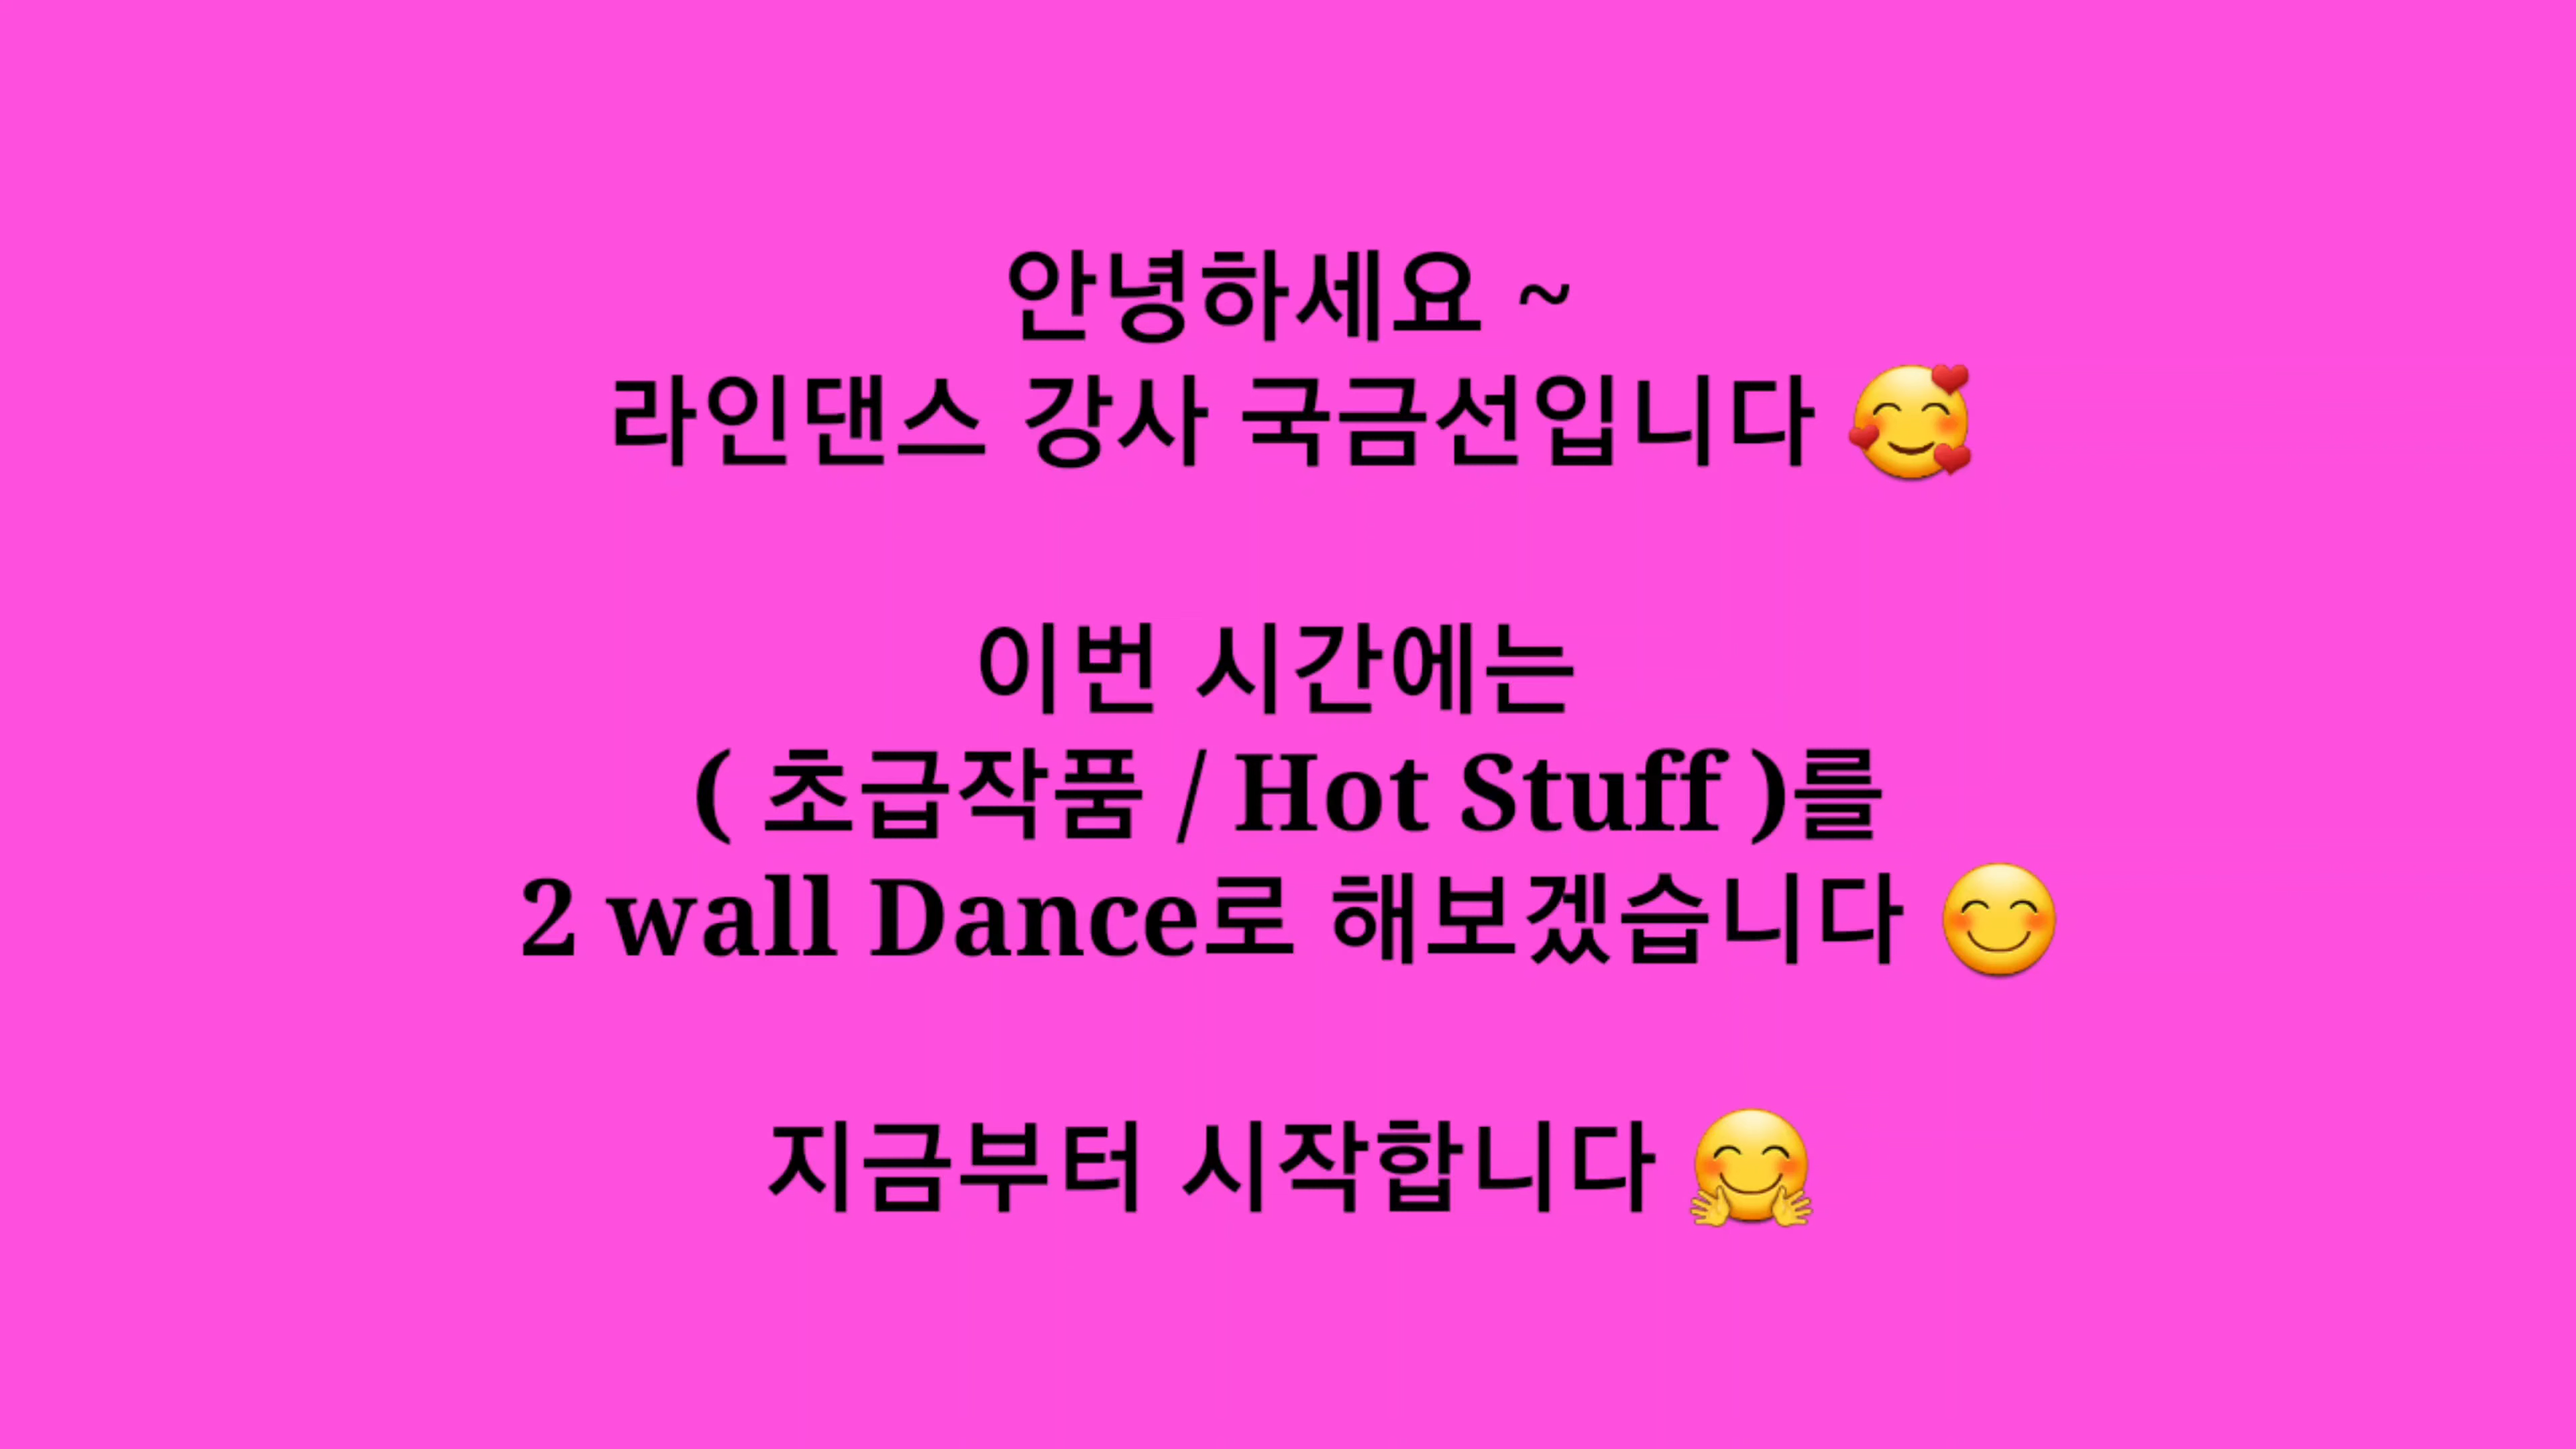 안녕하세요 ~
라인댄스 강사 국금선입니다 🥰
이번 시간에는
( 초급작품 / Hot Stuff )를
2 wall Dance로 해보겠습니다 😊
지금부터 시작합니다 🤗